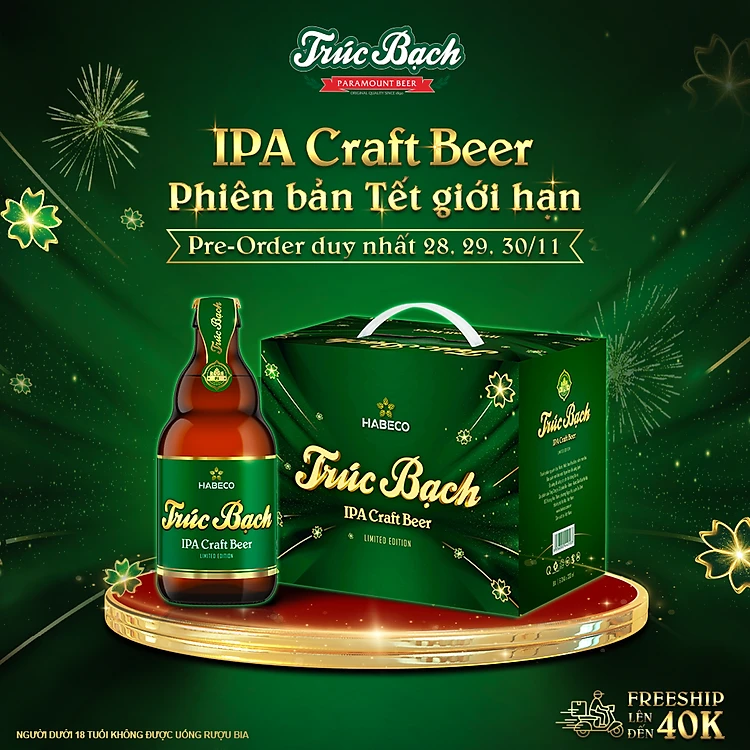 Trúc Bạch
PARAMOUNT BEER
IPA Craft Beer
Phiên bản Tết giới hạn
Pre-Order duy nhất 28, 29, 30/11
Trúc Bạch
HABECO
Trúc Bạch
IPA Craft Beer
LIMITED EDITION
HABECO
Trúc Bạch
IPA Craft Beer
LIMITED EDITION
Trúc Bạch
IPA Craft Beer
NGƯỜI DƯỚI 18 TUỔI KHÔNG ĐƯỢC UỐNG RƯỢU BIA
FREESHIP
LÊN
ĐẾN
40K